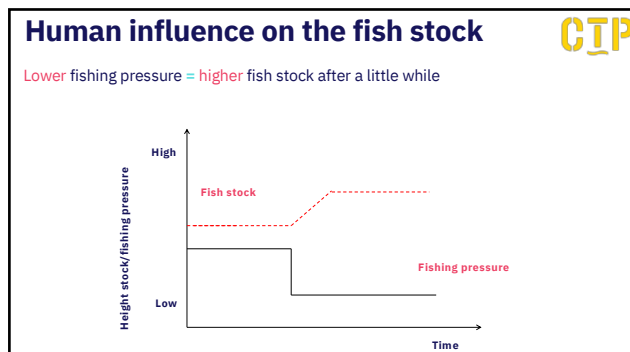 Human influence on the fish stock
CTP
Lower fishing pressure = higher fish stock after a little while
High
Fish stock
Height stock/fishing pressure
Fishing pressure
Low
Time